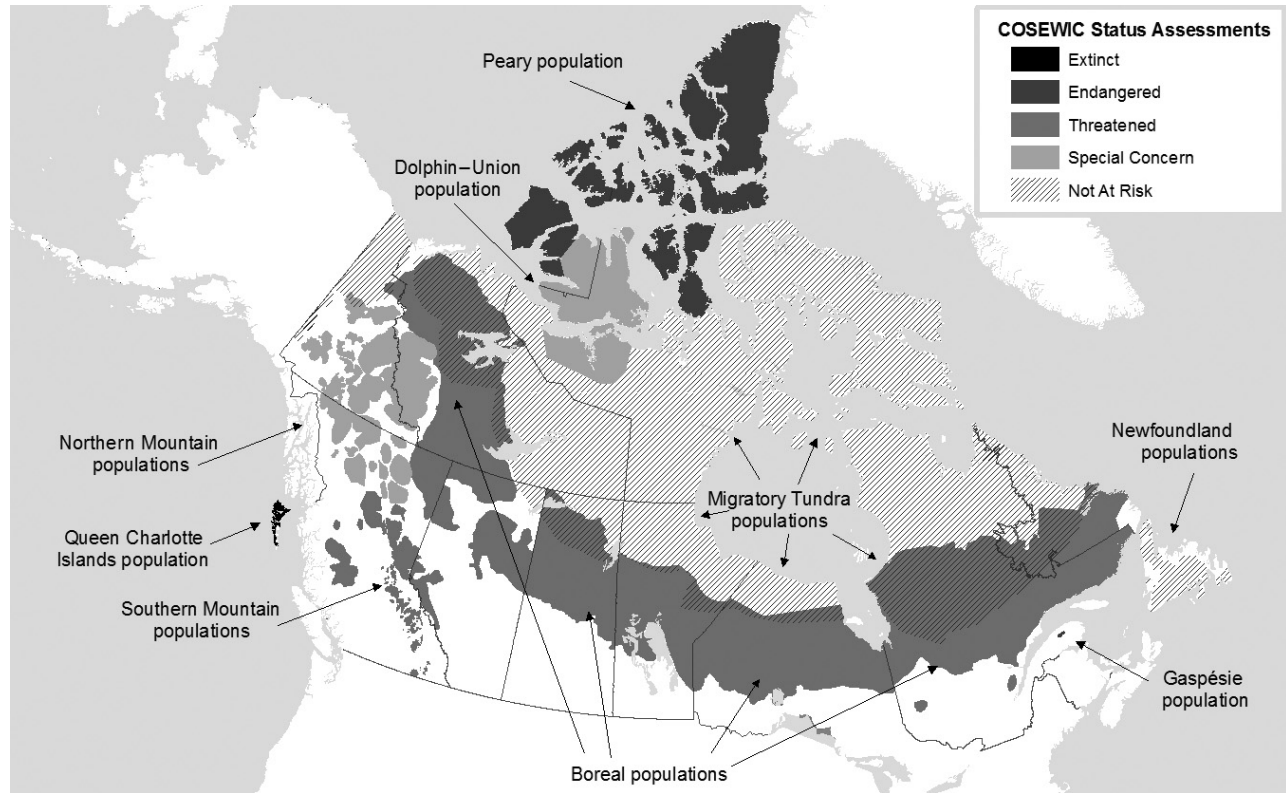 COSEWIC Status Assessments
Extinct
Endangered
Threatened
Special Concern
Not At Risk
Peary population
Dolphin–Union
population
Northern Mountain
populations
Queen Charlotte
Islands population
Southern Mountain
populations
Migratory Tundra
populations
Newfoundland
populations
Gaspésie
population
Boreal populations